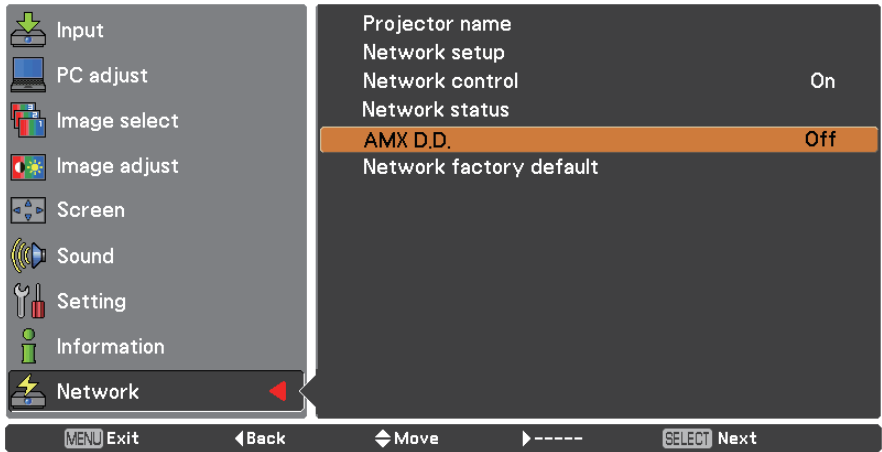 Input
PC adjust
Image select
Image adjust
Screen
Sound
Setting
Information
Network
Projector name
Network setup
Network control On
Network status
AMX D.D. Off
Network factory default
MENU Exit Back Move ----- SELECT Next